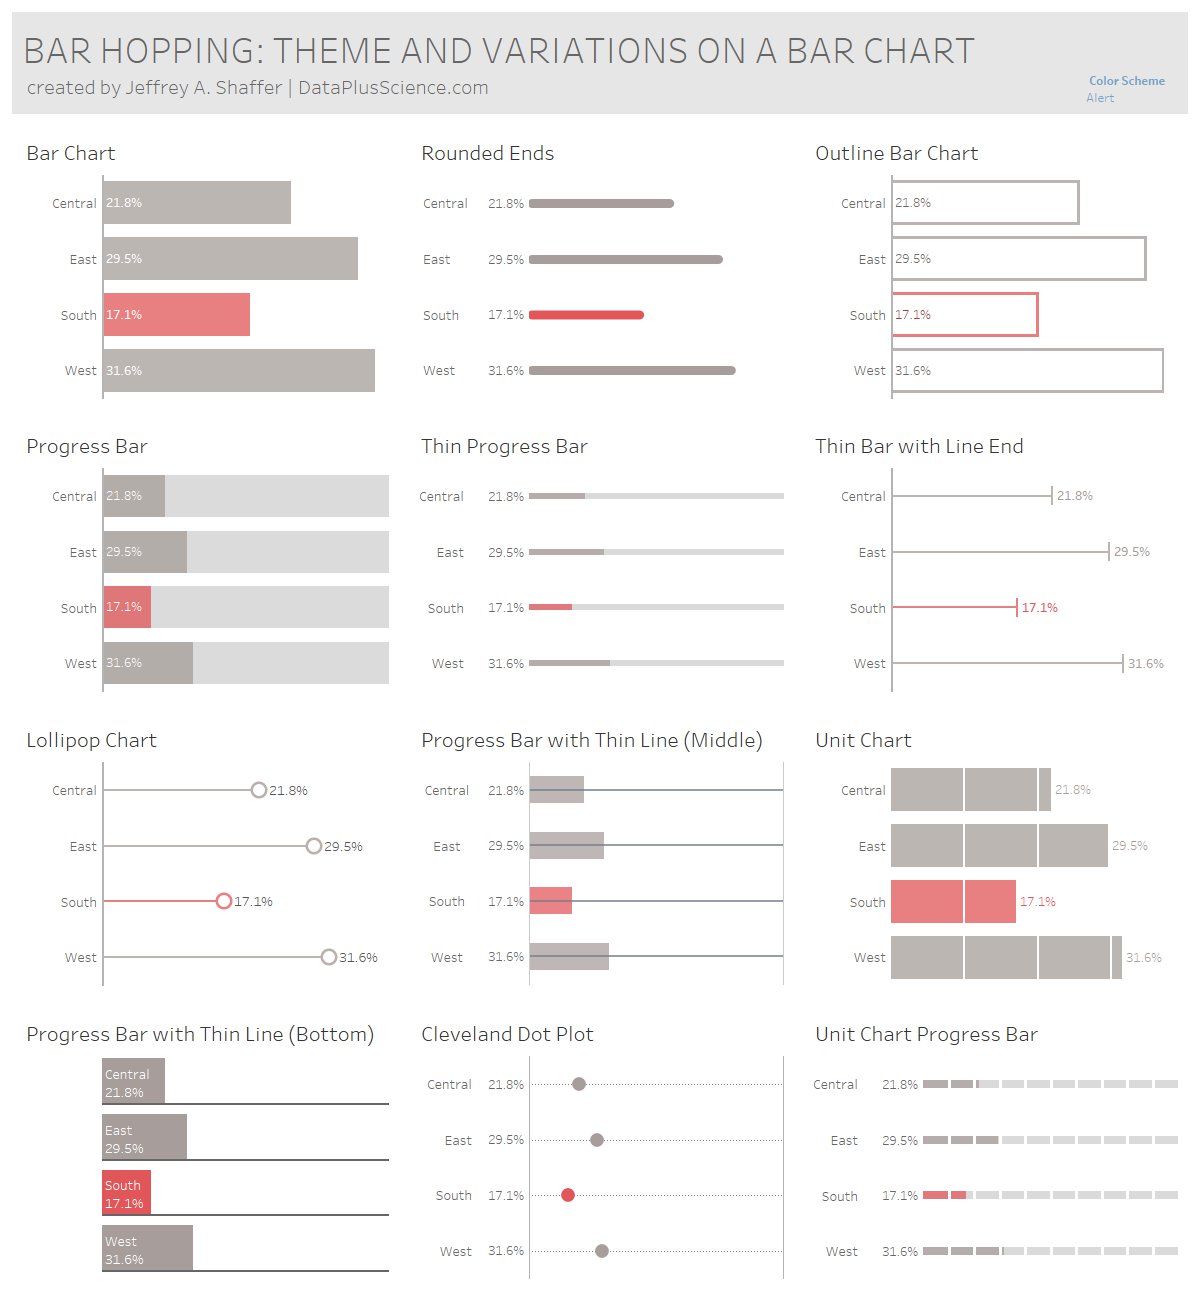 BAR HOPPING: THEME AND VARIATIONS ON A BAR CHART
created by Jeffrey A. Shaffer | DataPlusScience.com
Color Scheme
Alert
Bar Chart
Central 21.8%
East 29.5%
South 17.1%
West 31.6%
Rounded Ends
Central 21.8%
East 29.5%
South 17.1%
West 31.6%
Outline Bar Chart
Central 21.8%
East 29.5%
South 17.1%
West 31.6%
Progress Bar
Central 21.8%
East 29.5%
South 17.1%
West 31.6%
Thin Progress Bar
Central 21.8%
East 29.5%
South 17.1%
West 31.6%
Thin Bar with Line End
Central 21.8%
East 29.5%
South 17.1%
West 31.6%
Lollipop Chart
Central 21.8%
East 29.5%
South 17.1%
West 31.6%
Progress Bar with Thin Line (Middle)
Central 21.8%
East 29.5%
South 17.1%
West 31.6%
Unit Chart
Central 21.8%
East 29.5%
South 17.1%
West 31.6%
Progress Bar with Thin Line (Bottom)
Central
21.8%
East
29.5%
South
17.1%
West
31.6%
Cleveland Dot Plot
Central 21.8%
East 29.5%
South 17.1%
West 31.6%
Unit Chart Progress Bar
Central 21.8%
East 29.5%
South 17.1%
West 31.6%